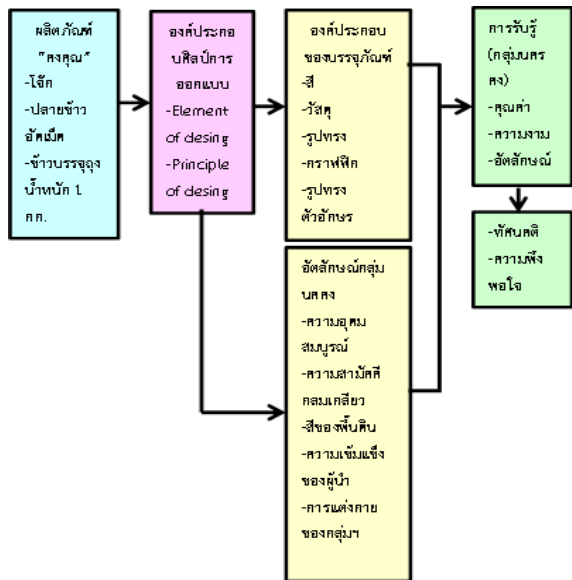 ผลิตภัณฑ์
"คงคุณ"
-โจ๊ก
-ปลายข้าว
อัดเม็ด
-ข้าวบรรจุถุง
น้ำหนัก 1
กก.
องค์ประกอ
บศิลป์การ
ออกแบบ
-Element
of desing
-Principle
of desing
องค์ประกอบ
ของบรรจุภัณฑ์
-สี
-วัสดุ
-รูปทรง
-กราฟฟิค
-รูปทรง
ตัวอักษร
อัตลักษณ์กลุ่ม
นคคง
-ความอุดม
สมบูรณ์
-ความสามัคคี
กลมเกลียว
-สีของพื้นดิน
-ความเข้มแข็ง
ของผู้นำ
-การแต่งกาย
ของกลุ่มฯ
การรับรู้
(กลุ่มนคร
คง)
-คุณค่า
-ความงาม
-อัตลักษณ์
-ทัศนคติ
-ความพึง
พอใจ